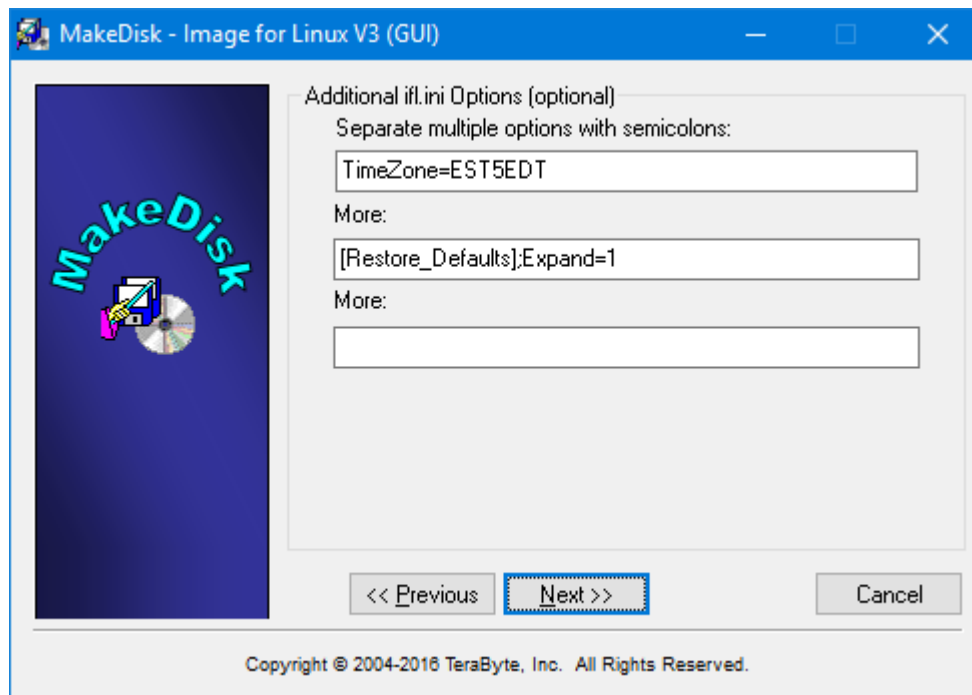 MakeDisk - Image for Linux V3 (GUI)
MakeDisk
Additional ifl.ini Options (optional)
Separate multiple options with semicolons:
TimeZone=EST5EDT
More:
[Restore_Defaults];Expand=1
More:
<< Previous
Next >>
Cancel
Copyright © 2004-2016 TeraByte, Inc. All Rights Reserved.